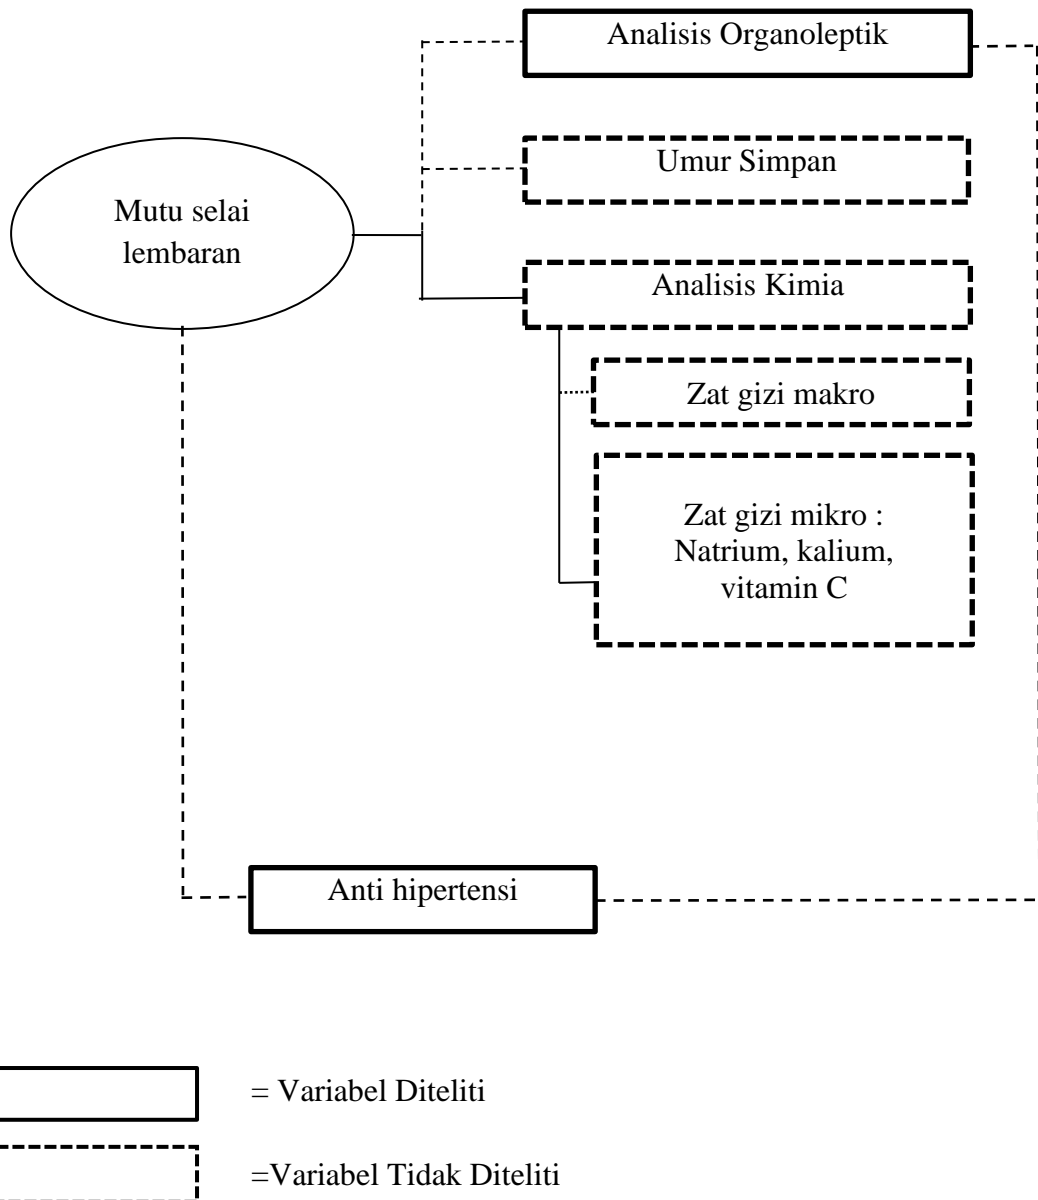 Analisis Organoleptik
Umur Simpan
Mutu selai
lembaran
Analisis Kimia
Zat gizi makro
Zat gizi mikro :
Natrium, kalium,
vitamin C
Anti hipertensi
= Variabel Diteliti
=Variabel Tidak Diteliti